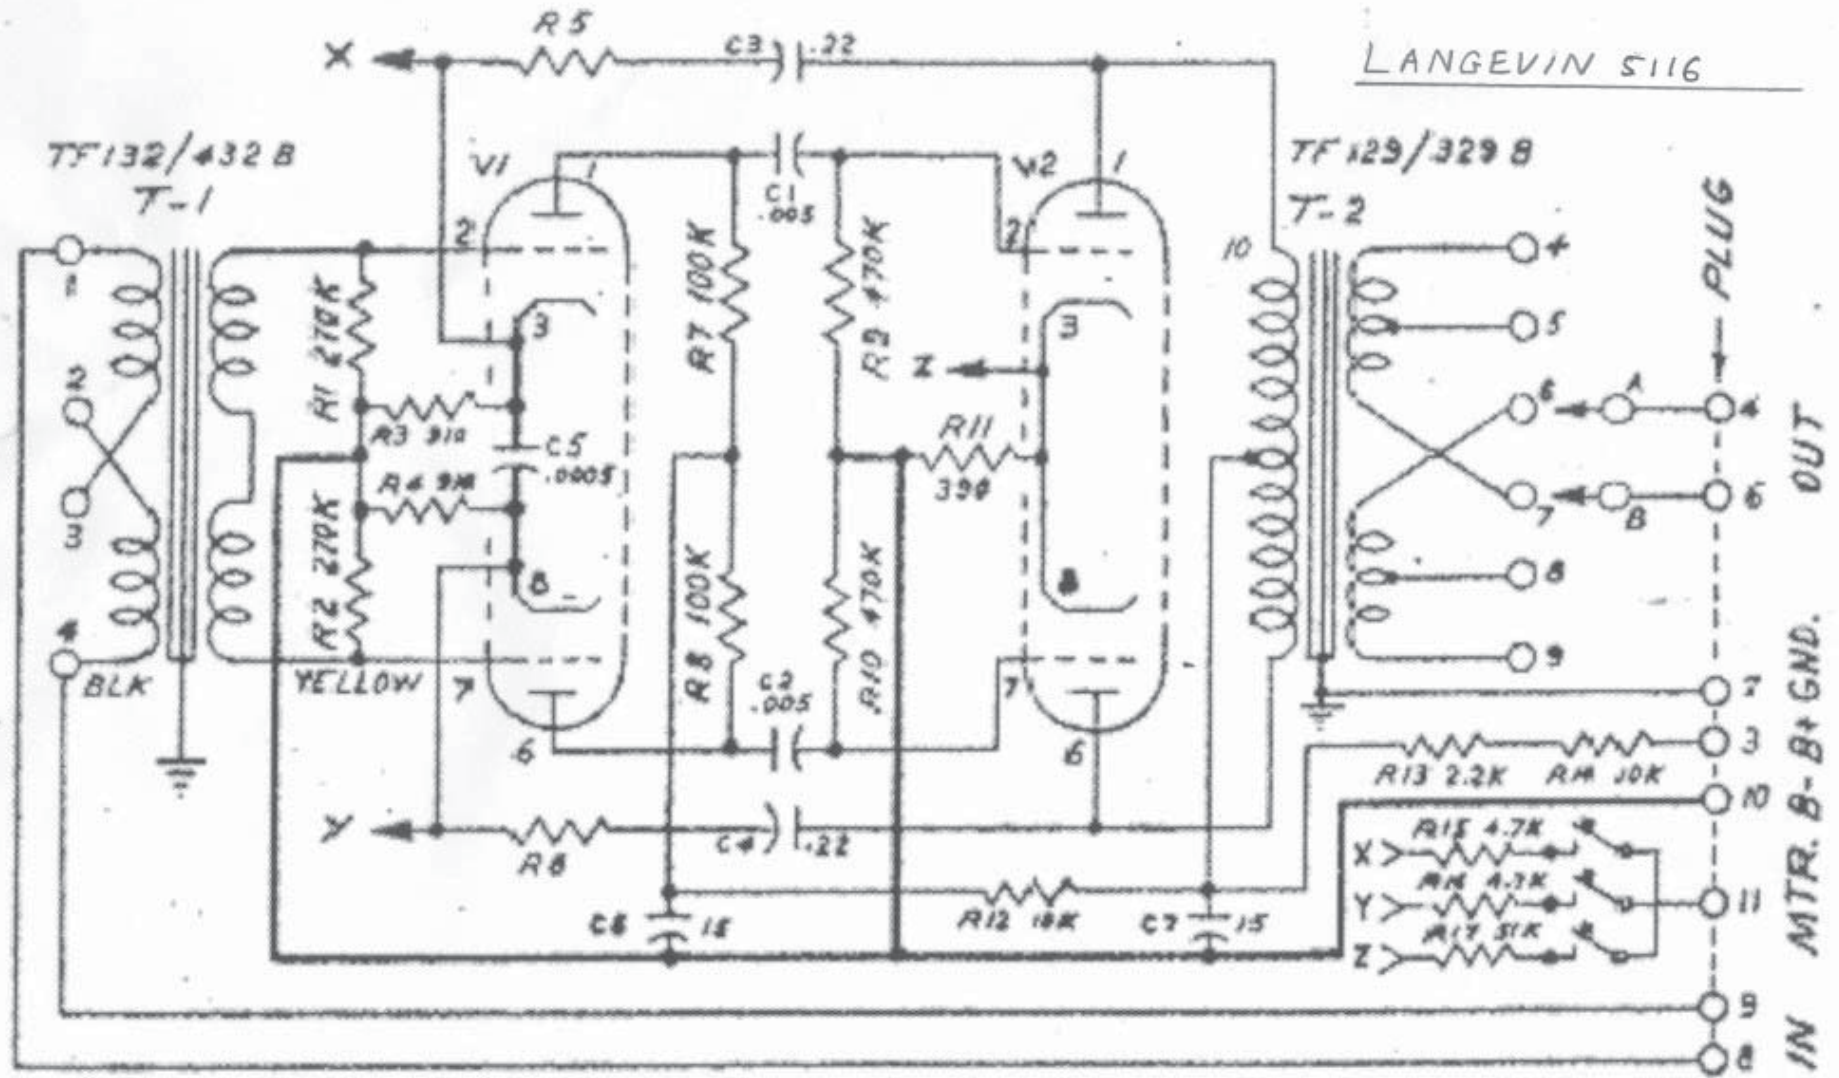 LANGEVIN 5116
X
R5
C3 .22
TF132/432B
T-1
V1
1
C1
.005
V2
1
TF 129/329 B
T-2
1
2
2
10
4
R1 270K
R7 100K
R9 470K
3
3
5
PLUG
2
Z
6
A
4
OUT
R3 910
C5
.0005
R11
390
3
R4 910
7
B
R2 270K
8
8
8
R8 100K
R10 470K
4
BLK
YELLOW
7
C2
.005
7
9
7
GND.
6
6
R13 2.2K
R14 10K
3
B+
10
B-
Y
R6
C4
.22
X
R15 4.7K
Y
R16 4.7K
11
MTR.
Z
R17 51K
C6
15
R12
C7
15
9
IN
8